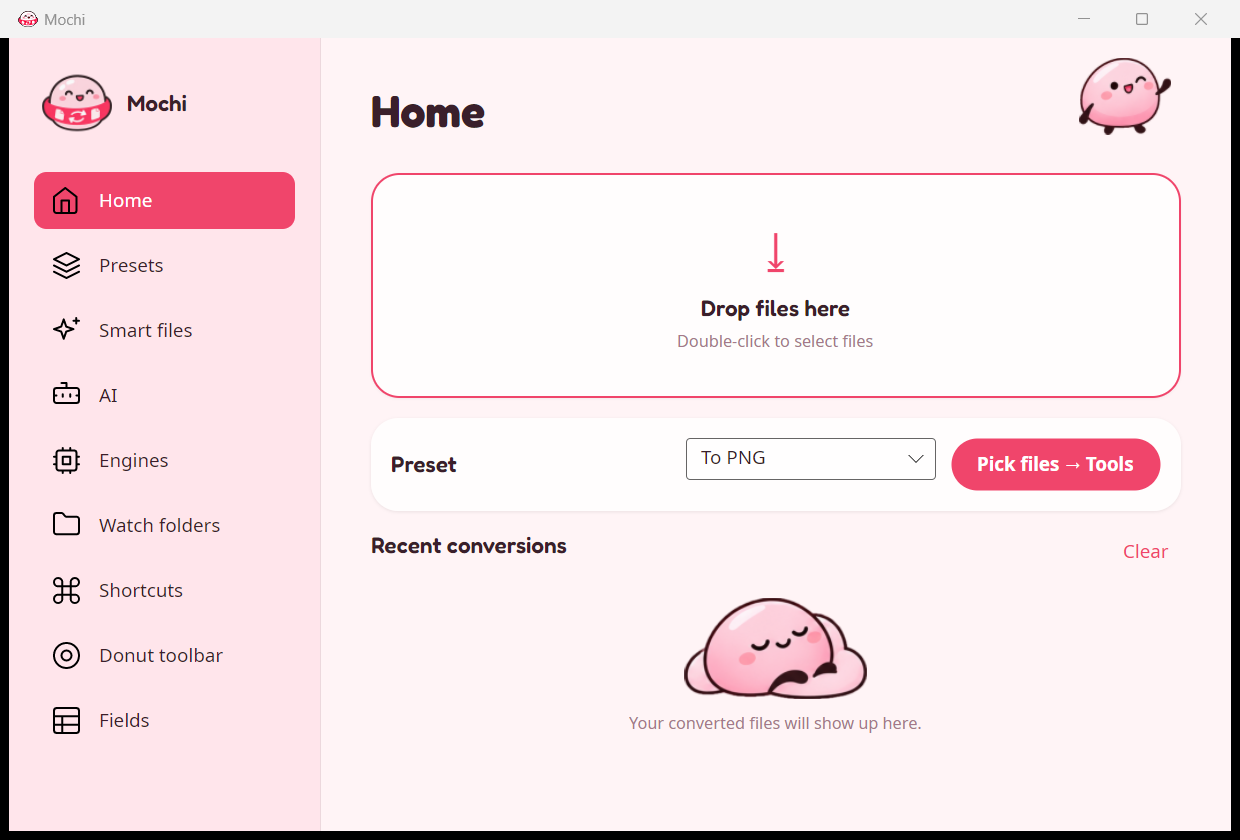 Mochi
Mochi
Home
Presets
Smart files
AI
Engines
Watch folders
Shortcuts
Donut toolbar
Fields
Home
Drop files here
Double-click to select files
Preset
To PNG
Pick files → Tools
Recent conversions
Clear
Your converted files will show up here.